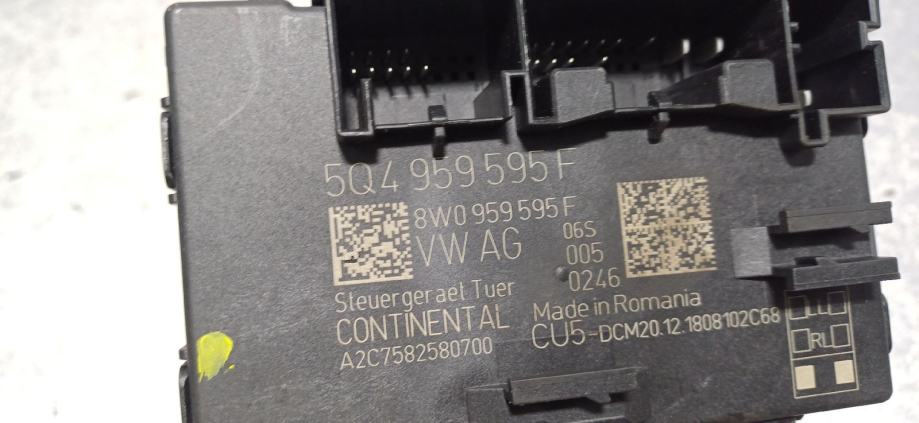 5Q4 959 595 F
8W0 959 595 F
VW AG
06S
005
0246
Steuergeraet Tuer
CONTINENTAL
A2C7582580700
Made in Romania
CU5-DCM20.12.1808102C68
LL
RL